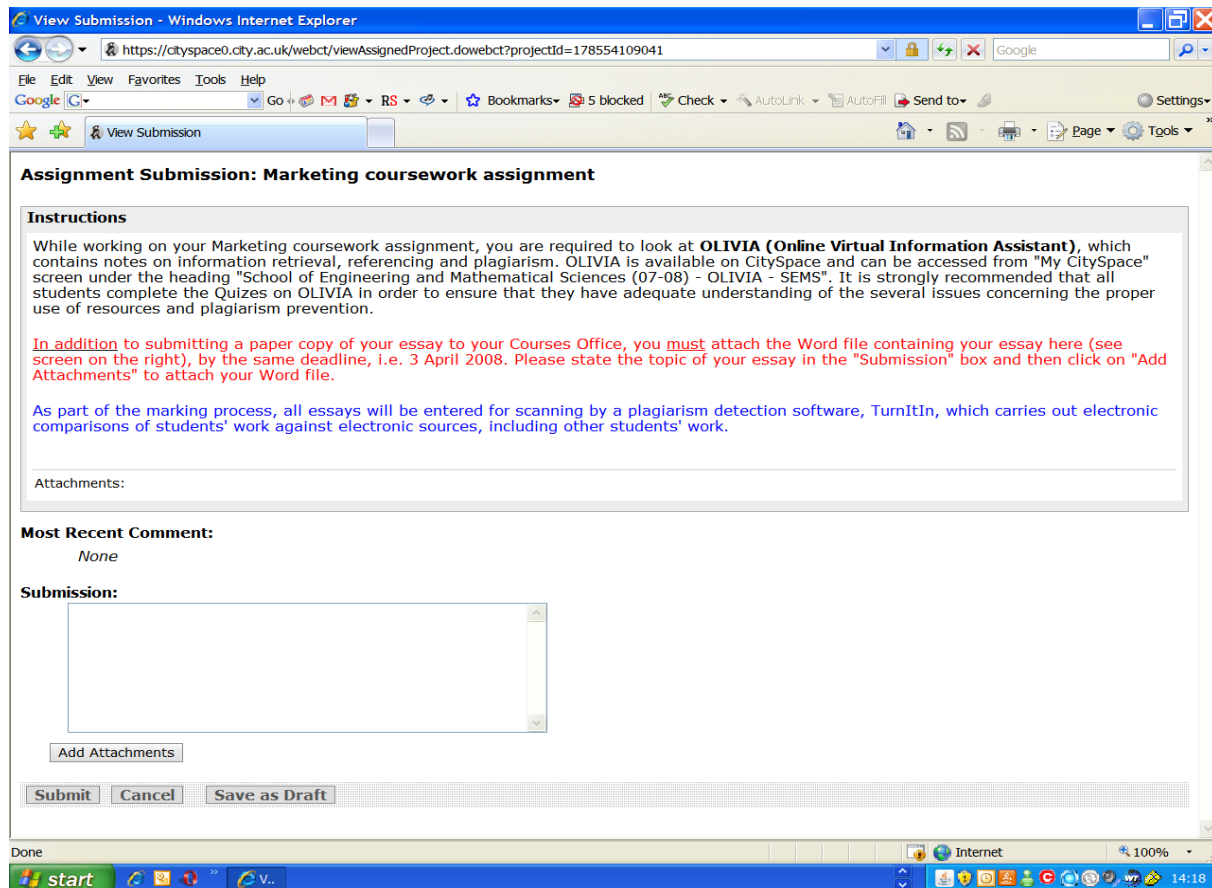 View Submission - Windows Internet Explorer
https://cityspace0.city.ac.uk/webct/viewAssignedProject.dowebct?projectId=178554109041
Google
File Edit View Favorites Tools Help
Google G Go RS Bookmarks 5 blocked Check AutoLink AutoFill Send to Settings
View Submission
Page Tools
Assignment Submission: Marketing coursework assignment
Instructions
While working on your Marketing coursework assignment, you are required to look at OLIVIA (Online Virtual Information Assistant), which
contains notes on information retrieval, referencing and plagiarism. OLIVIA is available on CitySpace and can be accessed from "My CitySpace"
screen under the heading "School of Engineering and Mathematical Sciences (07-08) - OLIVIA - SEMS". It is strongly recommended that all
students complete the Quizes on OLIVIA in order to ensure that they have adequate understanding of the several issues concerning the proper
use of resources and plagiarism prevention.
In addition to submitting a paper copy of your essay to your Courses Office, you must attach the Word file containing your essay here (see
screen on the right), by the same deadline, i.e. 3 April 2008. Please state the topic of your essay in the "Submission" box and then click on "Add
Attachments" to attach your Word file.
As part of the marking process, all essays will be entered for scanning by a plagiarism detection software, TurnItIn, which carries out electronic
comparisons of students' work against electronic sources, including other students' work.
Attachments:
Most Recent Comment:
None
Submission:
Add Attachments
Submit Cancel Save as Draft
Done Internet 100%
start V.. 14:18